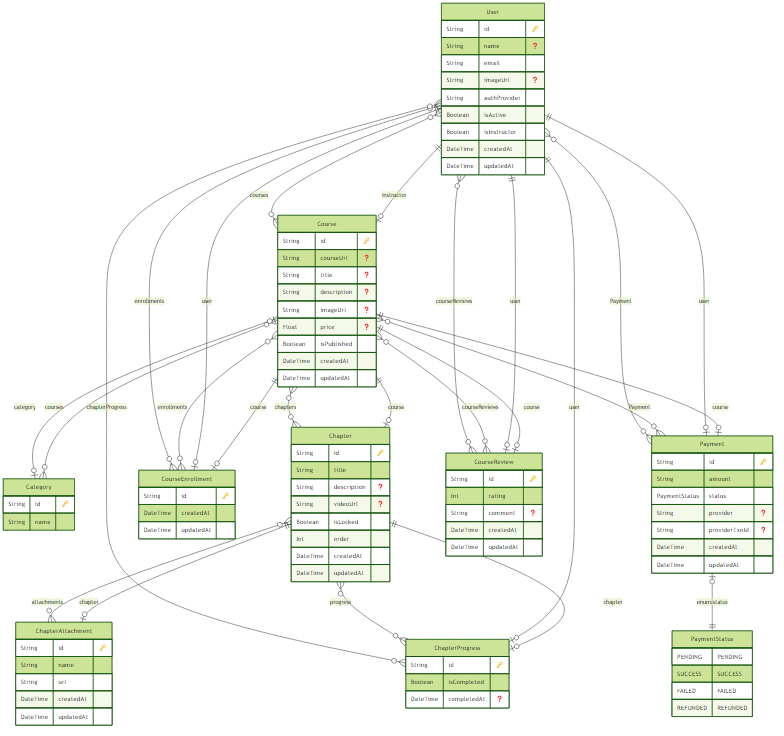 User
String id
String name ?
String email
String imageUrl ?
String authProvider
Boolean isActive
Boolean isInstructor
DateTime createdAt
DateTime updatedAt
courses
instructor
Course
String id
String courseUrl ?
String title ?
String description ?
String imageUrl ?
Float price ?
Boolean isPublished
DateTime createdAt
DateTime updatedAt
enrollments
user
courseReviews
user
Payment
user
category
courses
chapterProgress
enrollments
course
chapters
course
courseReviews
course
user
Payment
course
Chapter
String id
String title
String description ?
String videoUrl ?
Boolean isLocked
Int order
DateTime createdAt
DateTime updatedAt
Payment
String id
String amount
PaymentStatus status
String provider ?
String providerTxnId ?
DateTime createdAt
DateTime updatedAt
CourseReview
String id
Int rating
String comment ?
DateTime createdAt
DateTime updatedAt
CourseEnrollment
String id
DateTime createdAt
DateTime updatedAt
Category
String id
String name
attachments
chapter
progress
chapter
enum:status
ChapterAttachment
String id
String name
String url
DateTime createdAt
DateTime updatedAt
ChapterProgress
String id
Boolean isCompleted
DateTime completedAt ?
PaymentStatus
PENDING PENDING
SUCCESS SUCCESS
FAILED FAILED
REFUNDED REFUNDED